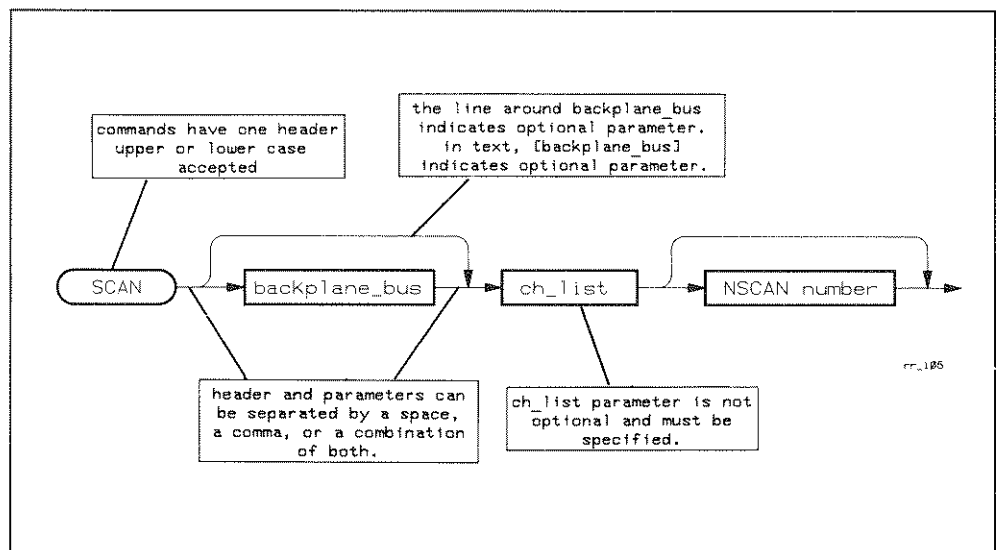 commands have one header
upper or lower case
accepted
the line around backplane_bus
indicates optional parameter.
in text, [backplane_bus]
indicates optional parameter.
SCAN
backplane_bus
ch_list
NSCAN number
rr_105
header and parameters can
be separated by a space,
a comma, or a combination
of both.
ch_list parameter is not
optional and must be
specified.